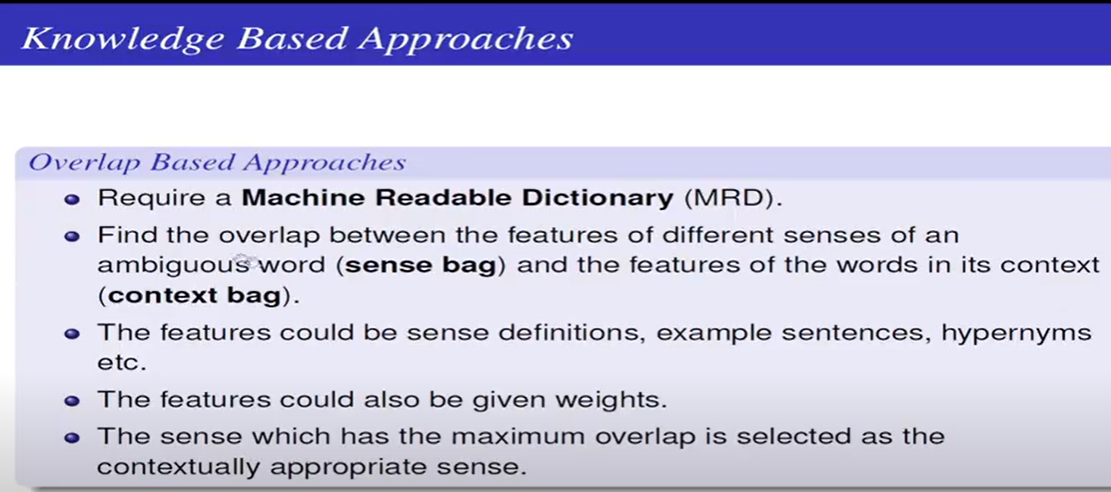 Knowledge Based Approaches
Overlap Based Approaches
Require a Machine Readable Dictionary (MRD).
Find the overlap between the features of different senses of an
ambiguous word (sense bag) and the features of the words in its context
(context bag).
The features could be sense definitions, example sentences, hypernyms
etc.
The features could also be given weights.
The sense which has the maximum overlap is selected as the
contextually appropriate sense.